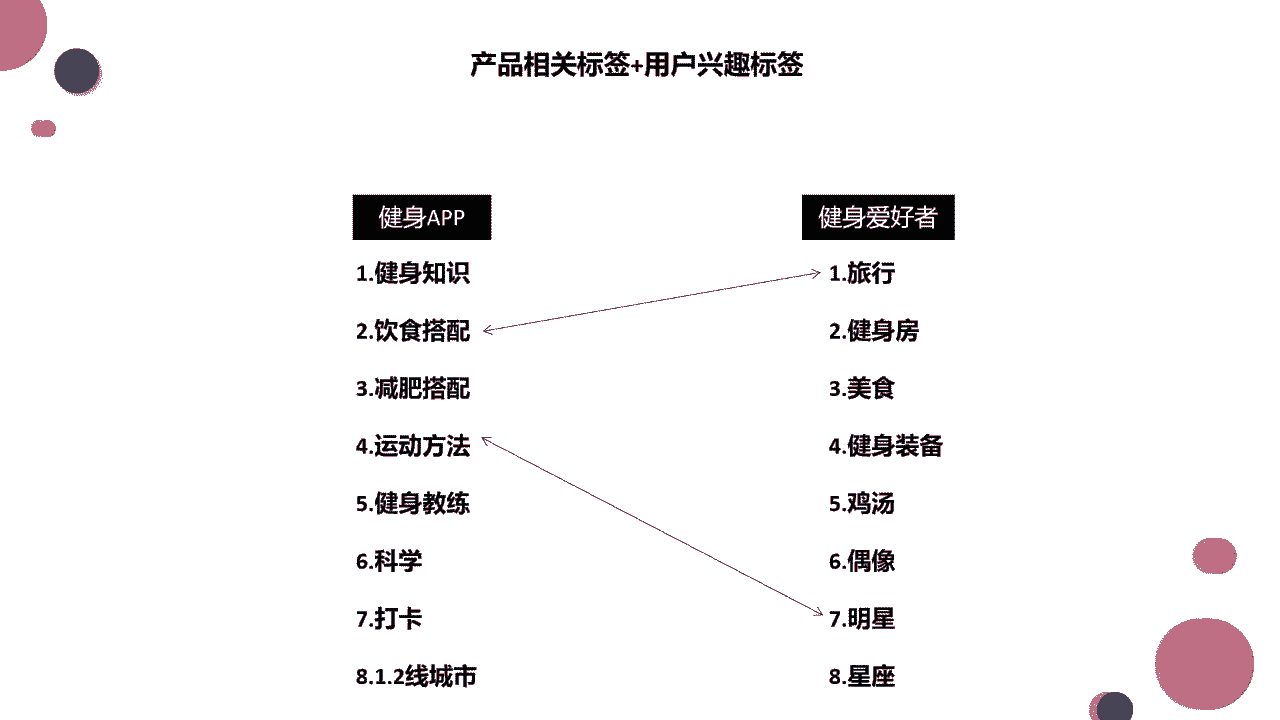 产品相关标签+用户兴趣标签
健身APP
1.健身知识
2.饮食搭配
3.减肥搭配
4.运动方法
5.健身教练
6.科学
7.打卡
8.1.2线城市
健身爱好者
1.旅行
2.健身房
3.美食
4.健身装备
5.鸡汤
6.偶像
7.明星
8.星座